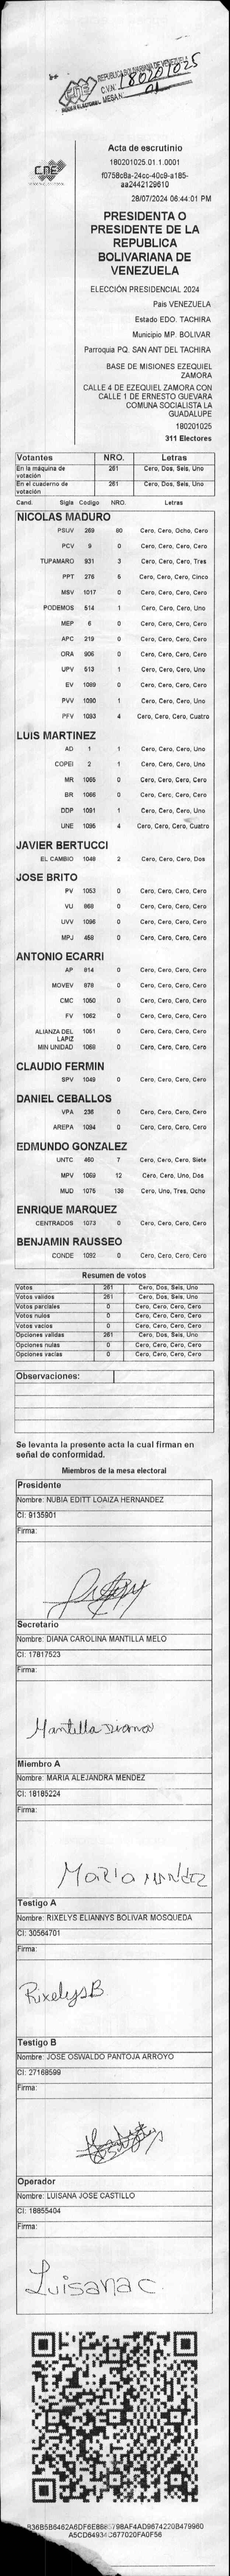 REPUBLICA BOLIVARIANA DE VENEZUELA
CNE
C.V.N. 180201025
MESA N. 01
CNE
Acta de escrutinio
180201025.01.1.0001
f0758c8a-24cc-40c9-a185-
aa2442129610
28/07/2024 06:44:01 PM
PRESIDENTA O
PRESIDENTE DE LA
REPUBLICA
BOLIVARIANA DE
VENEZUELA
ELECCIÓN PRESIDENCIAL 2024
País VENEZUELA
Estado EDO. TACHIRA
Municipio MP. BOLIVAR
Parroquia PQ. SAN ANT DEL TACHIRA
BASE DE MISIONES EZEQUIEL
ZAMORA
CALLE 4 DE EZEQUIEL ZAMORA CON
CALLE 1 DE ERNESTO GUEVARA
COMUNA SOCIALISTA LA
GUADALUPE
180201025
311 Electores
Votantes NRO. Letras
En la máquina de votación 261 Cero, Dos, Seis, Uno
En el cuaderno de votación 261 Cero, Dos, Seis, Uno
Cand. Sigla Código NRO. Letras
NICOLAS MADURO
PSUV 269 80 Cero, Cero, Ocho, Cero
PCV 9 0 Cero, Cero, Cero, Cero
TUPAMARO 931 3 Cero, Cero, Cero, Tres
PPT 276 5 Cero, Cero, Cero, Cinco
MSV 1017 0 Cero, Cero, Cero, Cero
PODEMOS 514 1 Cero, Cero, Cero, Uno
MEP 6 0 Cero, Cero, Cero, Cero
APC 219 0 Cero, Cero, Cero, Cero
ORA 906 0 Cero, Cero, Cero, Cero
UPV 513 1 Cero, Cero, Cero, Uno
EV 1089 0 Cero, Cero, Cero, Cero
PVV 1090 1 Cero, Cero, Cero, Uno
PFV 1093 4 Cero, Cero, Cero, Cuatro
LUIS MARTINEZ
AD 1 1 Cero, Cero, Cero, Uno
COPEI 2 1 Cero, Cero, Cero, Uno
MR 1055 0 Cero, Cero, Cero, Cero
BR 1066 0 Cero, Cero, Cero, Cero
DDP 1091 1 Cero, Cero, Cero, Uno
UNE 1095 4 Cero, Cero, Cero, Cuatro
JAVIER BERTUCCI
EL CAMBIO 1048 2 Cero, Cero, Cero, Dos
JOSE BRITO
PV 1053 0 Cero, Cero, Cero, Cero
VU 868 0 Cero, Cero, Cero, Cero
UVV 1096 0 Cero, Cero, Cero, Cero
MPJ 458 0 Cero, Cero, Cero, Cero
ANTONIO ECARRI
AP 914 0 Cero, Cero, Cero, Cero
MOVEV 978 0 Cero, Cero, Cero, Cero
CMC 1050 0 Cero, Cero, Cero, Cero
FV 1062 0 Cero, Cero, Cero, Cero
ALIANZA DEL LAPIZ 1051 0 Cero, Cero, Cero, Cero
MIN UNIDAD 1068 0 Cero, Cero, Cero, Cero
CLAUDIO FERMIN
SPV 1049 0 Cero, Cero, Cero, Cero
DANIEL CEBALLOS
VPA 236 0 Cero, Cero, Cero, Cero
AREPA 1094 0 Cero, Cero, Cero, Cero
EDMUNDO GONZALEZ
UNTC 460 7 Cero, Cero, Cero, Siete
MPV 1069 12 Cero, Cero, Uno, Dos
MUD 1075 138 Cero, Uno, Tres, Ocho
ENRIQUE MARQUEZ
CENTRADOS 1073 0 Cero, Cero, Cero, Cero
BENJAMIN RAUSSEO
CONDE 1092 0 Cero, Cero, Cero, Cero
Resumen de votos
Votos 261 Cero, Dos, Seis, Uno
Votos validos 261 Cero, Dos, Seis, Uno
Votos parciales 0 Cero, Cero, Cero, Cero
Votos nulos 0 Cero, Cero, Cero, Cero
Votos vacios 0 Cero, Cero, Cero, Cero
Opciones validas 261 Cero, Dos, Seis, Uno
Opciones nulas 0 Cero, Cero, Cero, Cero
Opciones vacias 0 Cero, Cero, Cero, Cero
Observaciones:
Se levanta la presente acta la cual firman en
señal de conformidad.
Miembros de la mesa electoral
Presidente
Nombre: NUBIA EDITT LOAIZA HERNANDEZ
CI: 9135901
Firma:
Secretario
Nombre: DIANA CAROLINA MANTILLA MELO
CI: 17817523
Firma:
Mantilla Diana
Miembro A
Nombre: MARIA ALEJANDRA MENDEZ
CI: 18185224
Firma:
Maria Mendez
Testigo A
Nombre: RIXELYS ELIANNYS BOLIVAR MOSQUEDA
CI: 30564701
Firma:
Rixelys B
Testigo B
Nombre: JOSE OSWALDO PANTOJA ARROYO
CI: 27168599
Firma:
Operador
Nombre: LUISANA JOSE CASTILLO
CI: 18855404
Firma:
Luisana C.